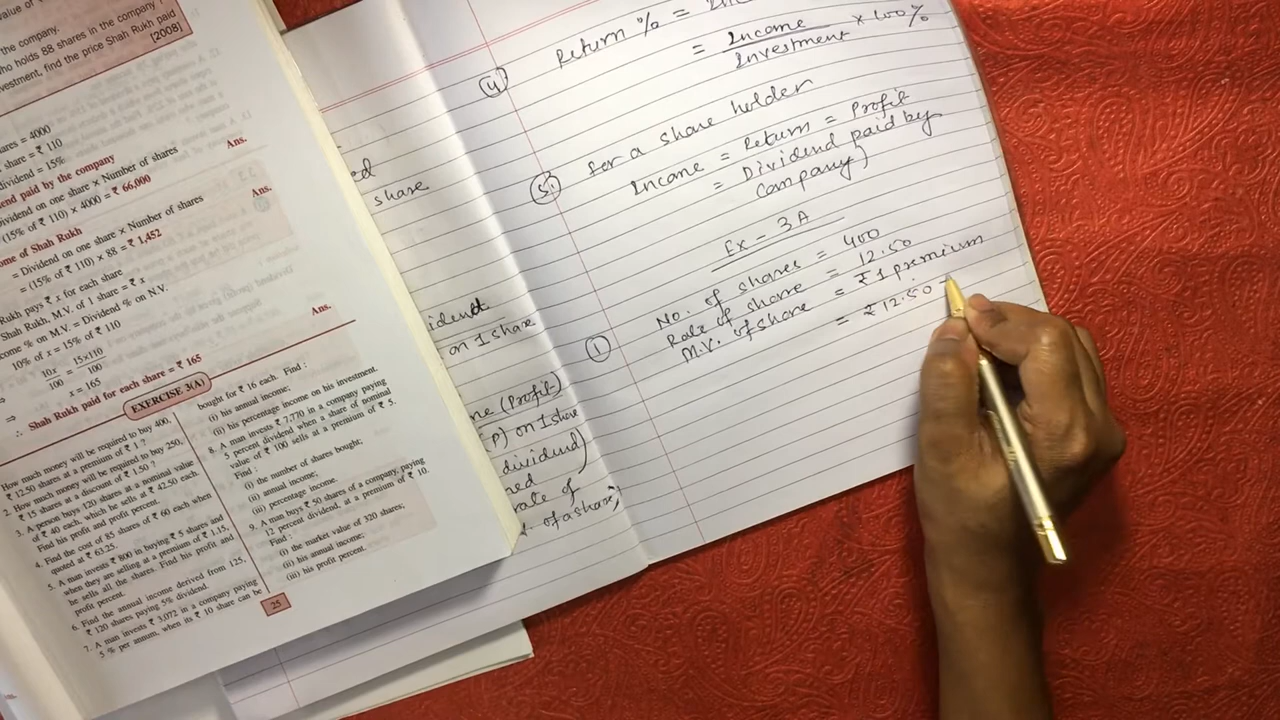 value of
the company.
who holds 88 shares in the company
vestment, find the price Shah Rukh paid
[2008]
ares = 4000
share = ₹ 110
dividend = 15%
end paid by the company
Dividend on one share × Number of shares
(15% of ₹ 110) × 4000 = ₹ 66,000
Ans.
ome of Shah Rukh
= Dividend on one share × Number of shares
= (15% of ₹ 110) × 88 = ₹ 1,452
Ans.
Rukh pays ₹ x for each share
Shah Rukh. M.V. of 1 share = ₹ x
come % on M.V. = Dividend % on N.V.
10% of x = 15% of ₹ 110
⇒ 10x/100 = 15×110/100
⇒ x = 165
∴ Shah Rukh paid for each share = ₹ 165
Ans.
EXERCISE 3(A)
How much money will be required to buy 400,
₹ 12.50 shares at a premium of ₹ 1 ?
2. How much money will be required to buy 250,
₹ 15 shares at a discount of ₹ 1.50 ?
3. A person buys 120 shares at a nominal value
of ₹ 40 each, which he sells at ₹ 42.50 each.
Find his profit and profit percent.
4. Find the cost of 85 shares of ₹ 60 each when
quoted at ₹ 63.25.
5. A man invests ₹ 800 in buying ₹ 5 shares and
when they are selling at a premium of ₹ 1.15,
he sells all the shares. Find his profit and
profit percent.
6. Find the annual income derived from 125,
₹ 120 shares paying 5% dividend.
7. A man invests ₹ 3,072 in a company paying
5 % per annum, when its ₹ 10 share can be
bought for ₹ 16 each. Find :
(i) his annual income;
(ii) his percentage income on his investment.
8. A man invests ₹ 7,770 in a company paying
5 percent dividend when a share of nominal
value of ₹ 100 sells at a premium of ₹ 5.
Find :
(i) the number of shares bought;
(ii) annual income;
(iii) percentage income.
9. A man buys ₹ 50 shares of a company, paying
12 percent dividend, at a premium of ₹ 10.
Find :
(i) the market value of 320 shares;
(ii) his annual income;
(iii) his profit percent.
25
ed
share
idend
on 1 share
me (Profit)
(P) on 1 share
dividend)
ned
rate of
of a share)
④ Return % =
= Income/Investment × 100%
⑤ for a share holder
Income = Return = Profit
= Dividend paid by
company)
Ex - 3A
① No. of shares = 400
Rate of share = 12.50
M.V. of share = ₹ 1 premium
= ₹ 12.50